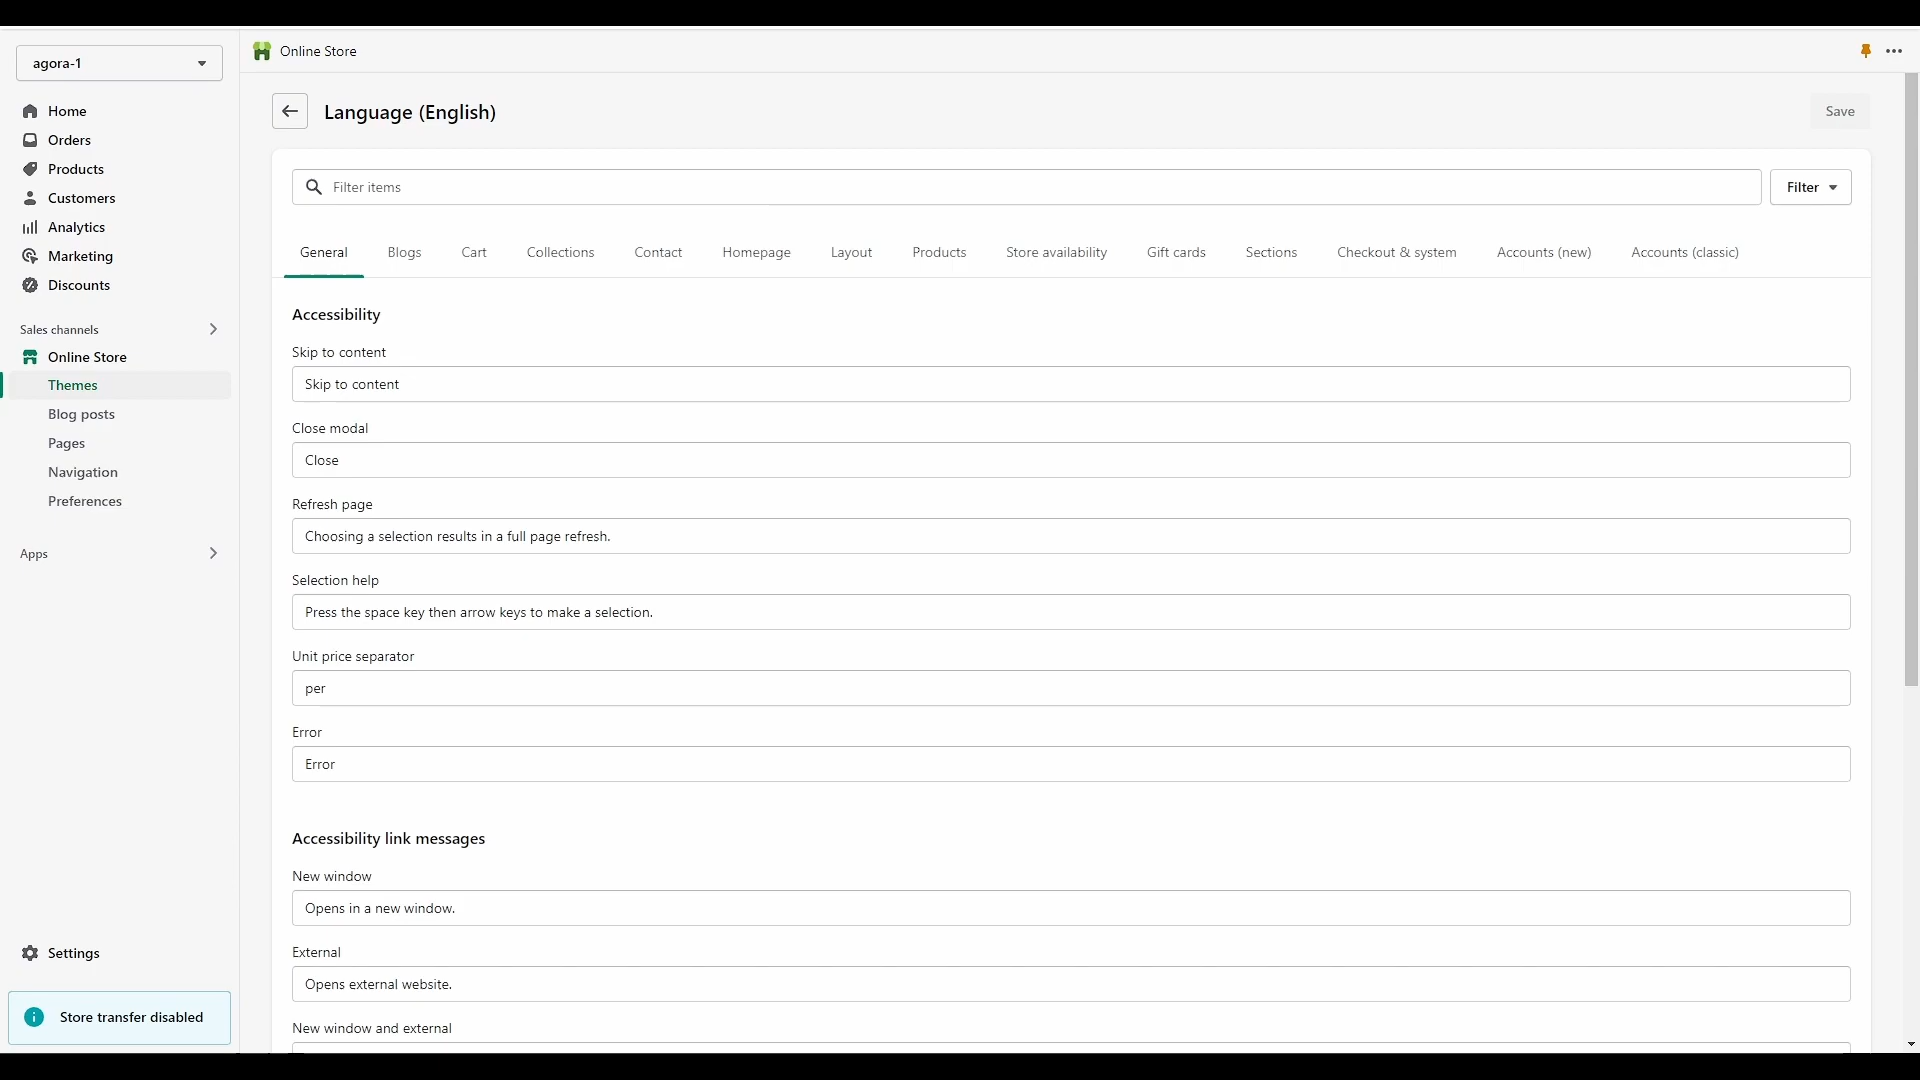 agora-1
Home
Orders
Products
Customers
Analytics
Marketing
Discounts
Sales channels
Online Store
Themes
Blog posts
Pages
Navigation
Preferences
Apps
Settings
Store transfer disabled
Online Store
Language (English)
Save
Filter items
Filter
General Blogs Cart Collections Contact Homepage Layout Products Store availability Gift cards Sections Checkout & system Accounts (new) Accounts (classic)
Accessibility
Skip to content
Skip to content
Close modal
Close
Refresh page
Choosing a selection results in a full page refresh.
Selection help
Press the space key then arrow keys to make a selection.
Unit price separator
per
Error
Error
Accessibility link messages
New window
Opens in a new window.
External
Opens external website.
New window and external